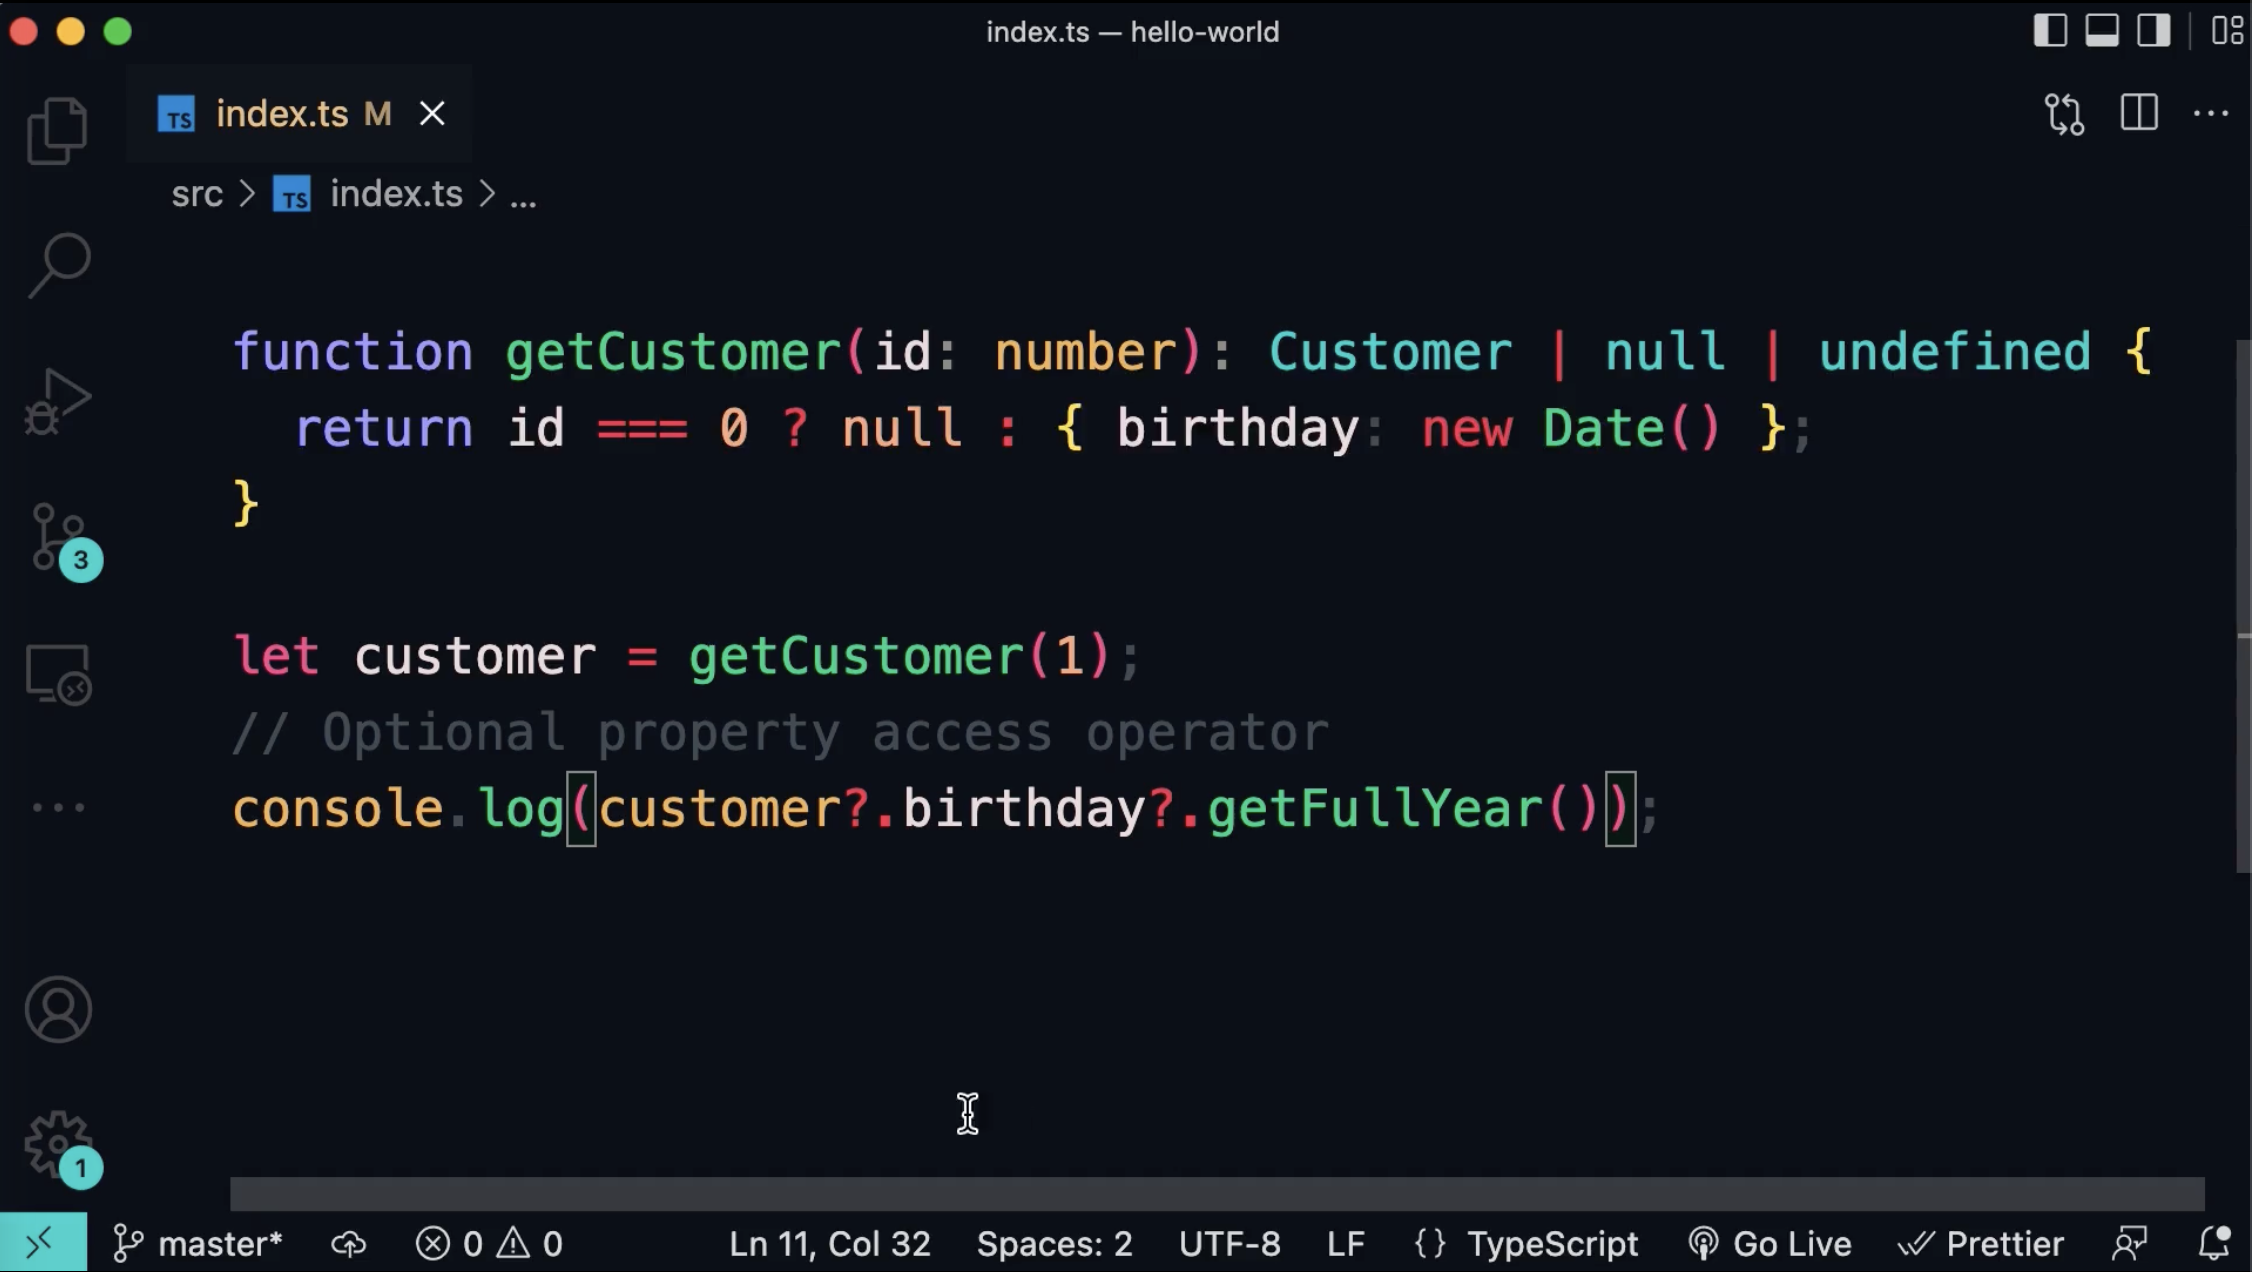 index.ts — hello-world
TS index.ts M
src > TS index.ts > ...
function getCustomer(id: number): Customer | null | undefined {
  return id === 0 ? null : { birthday: new Date() };
}
let customer = getCustomer(1);
// Optional property access operator
console.log(customer?.birthday?.getFullYear());
3
1
master* 0 0 Ln 11, Col 32 Spaces: 2 UTF-8 LF {} TypeScript Go Live Prettier